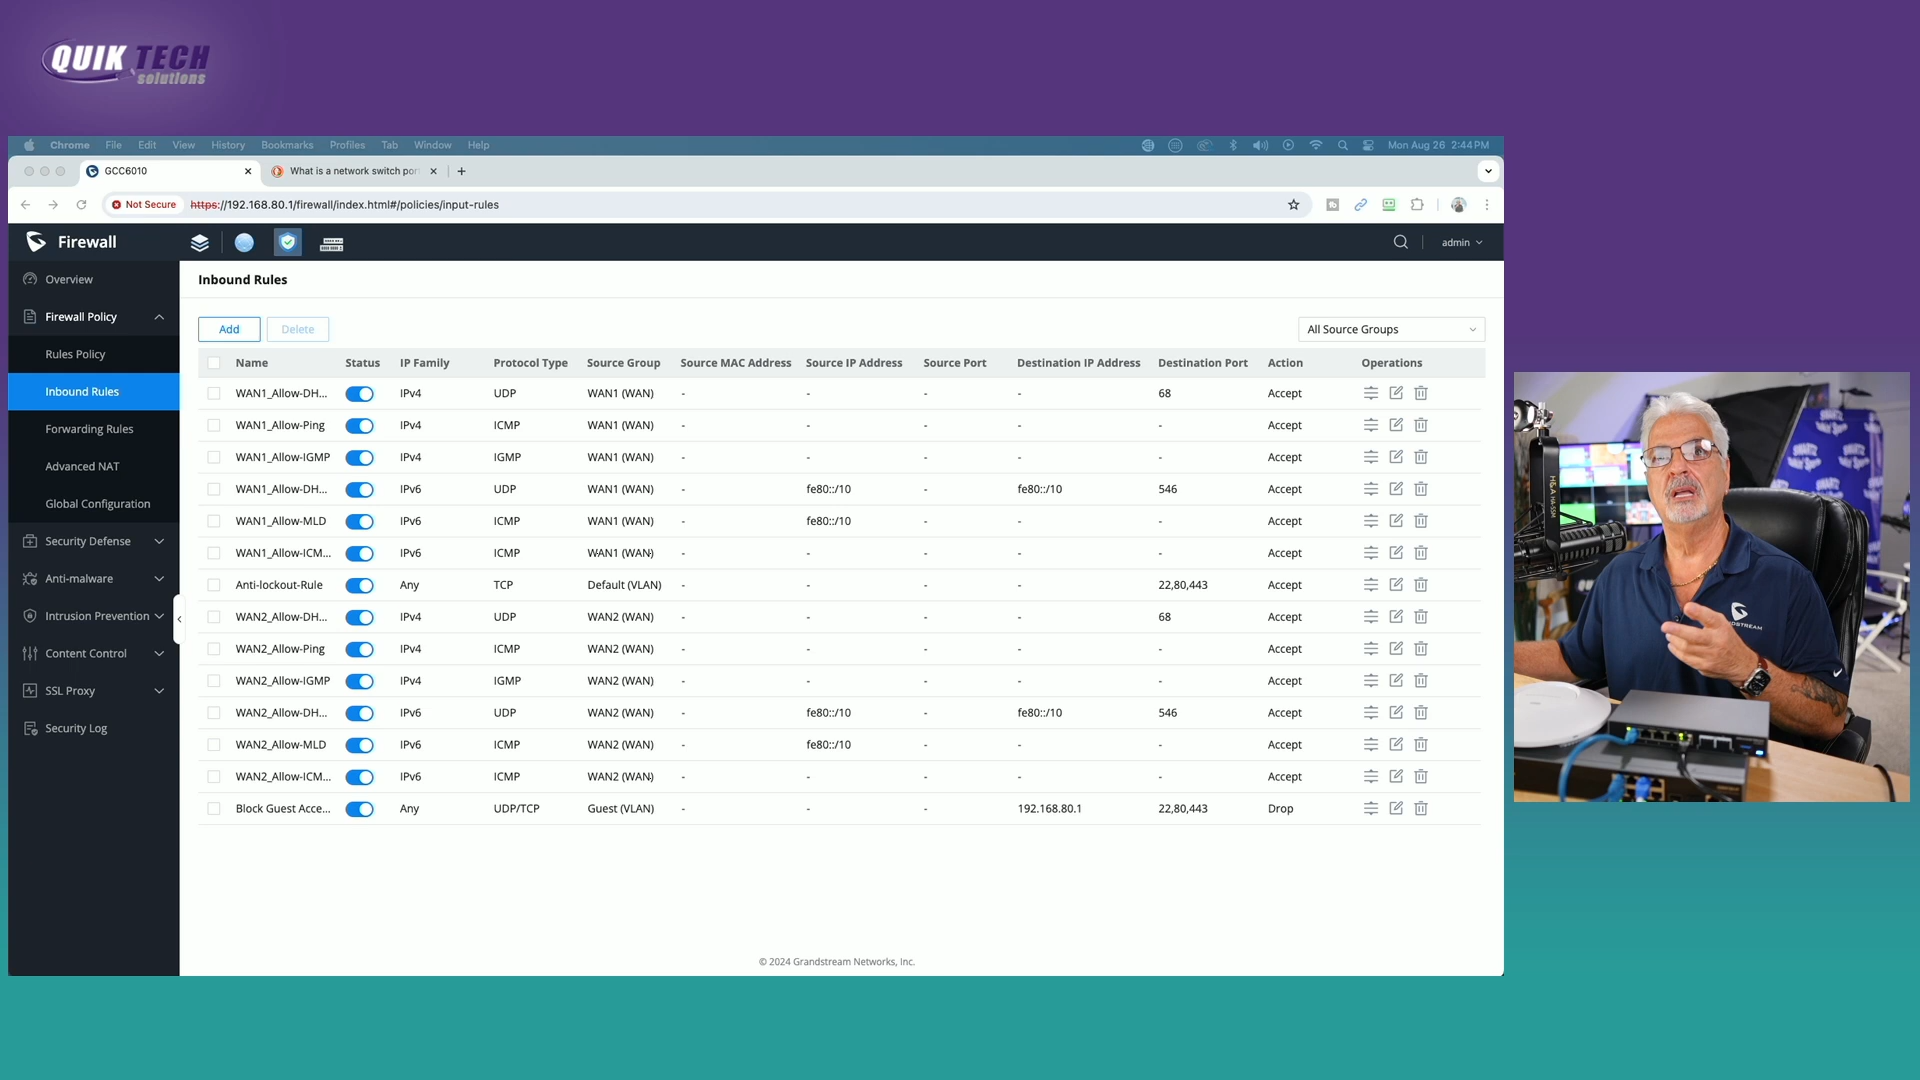 QUIK TECH
solutions
Chrome File Edit View History Bookmarks Profiles Tab Window Help Mon Aug 26 2:44 PM
GCC6010 What is a network switch por
Not Secure https://192.168.80.1/firewall/index.html#/policies/input-rules
Firewall admin
Overview
Firewall Policy
Rules Policy
Inbound Rules
Forwarding Rules
Advanced NAT
Global Configuration
Security Defense
Anti-malware
Intrusion Prevention
Content Control
SSL Proxy
Security Log
Inbound Rules
Add Delete All Source Groups
Name Status IP Family Protocol Type Source Group Source MAC Address Source IP Address Source Port Destination IP Address Destination Port Action Operations
WAN1_Allow-DH... IPv4 UDP WAN1 (WAN) - - - - 68 Accept
WAN1_Allow-Ping IPv4 ICMP WAN1 (WAN) - - - - - Accept
WAN1_Allow-IGMP IPv4 IGMP WAN1 (WAN) - - - - - Accept
WAN1_Allow-DH... IPv6 UDP WAN1 (WAN) - fe80::/10 - fe80::/10 546 Accept
WAN1_Allow-MLD IPv6 ICMP WAN1 (WAN) - fe80::/10 - - - Accept
WAN1_Allow-ICM... IPv6 ICMP WAN1 (WAN) - - - - - Accept
Anti-lockout-Rule Any TCP Default (VLAN) - - - - 22,80,443 Accept
WAN2_Allow-DH... IPv4 UDP WAN2 (WAN) - - - - 68 Accept
WAN2_Allow-Ping IPv4 ICMP WAN2 (WAN) - - - - - Accept
WAN2_Allow-IGMP IPv4 IGMP WAN2 (WAN) - - - - - Accept
WAN2_Allow-DH... IPv6 UDP WAN2 (WAN) - fe80::/10 - fe80::/10 546 Accept
WAN2_Allow-MLD IPv6 ICMP WAN2 (WAN) - fe80::/10 - - - Accept
WAN2_Allow-ICM... IPv6 ICMP WAN2 (WAN) - - - - - Accept
Block Guest Acce... Any UDP/TCP Guest (VLAN) - - - 192.168.80.1 22,80,443 Drop
© 2024 Grandstream Networks, Inc.